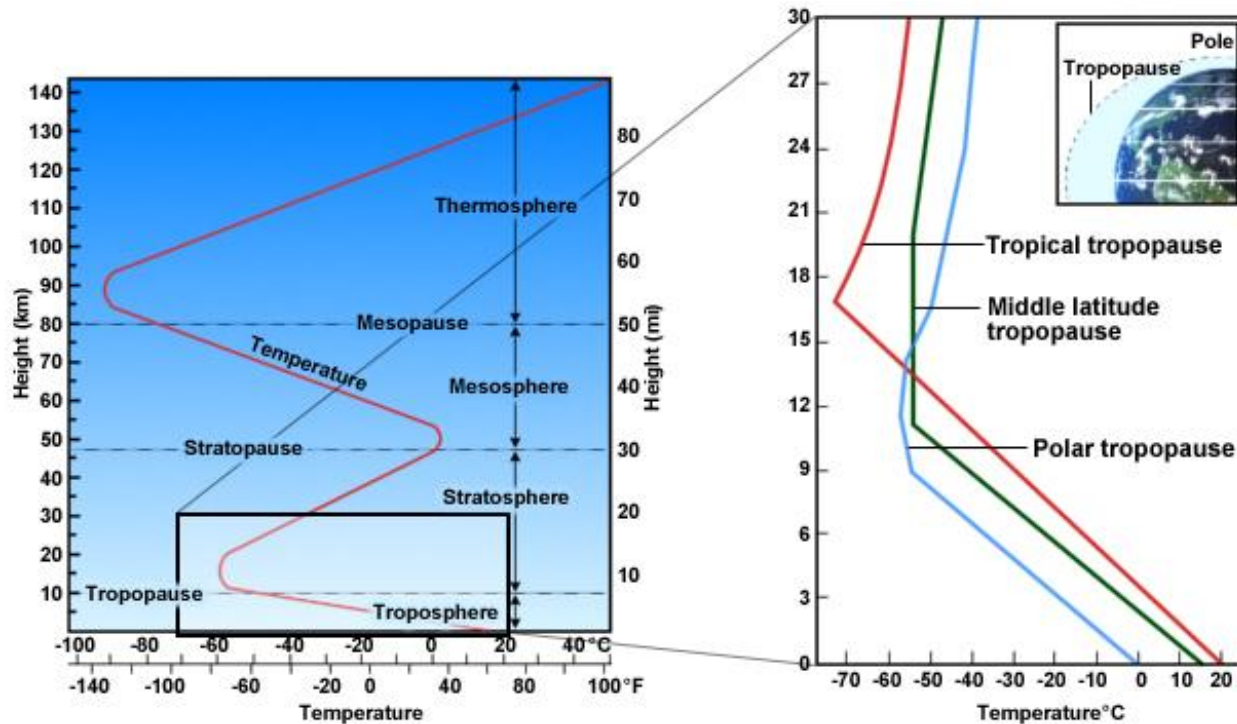 140
130
120
110
100
90
80
70
60
50
40
30
20
10
Height (km)
Thermosphere
Mesopause
Temperature
Mesosphere
Stratopause
Stratosphere
Tropopause
Troposphere
80
70
60
50
40
30
20
10
Height (mi)
-100 -60 -40 -20 0 20 40 °C
-140 -100 -60 -20 0 40 80 100 °F
Temperature
30
27
24
21
18
15
12
9
6
3
0
Pole
Tropopause
Tropical tropopause
Middle latitude
tropopause
Polar tropopause
-70 -60 -50 -40 -30 -20 -10 0 10 20
Temperature°C